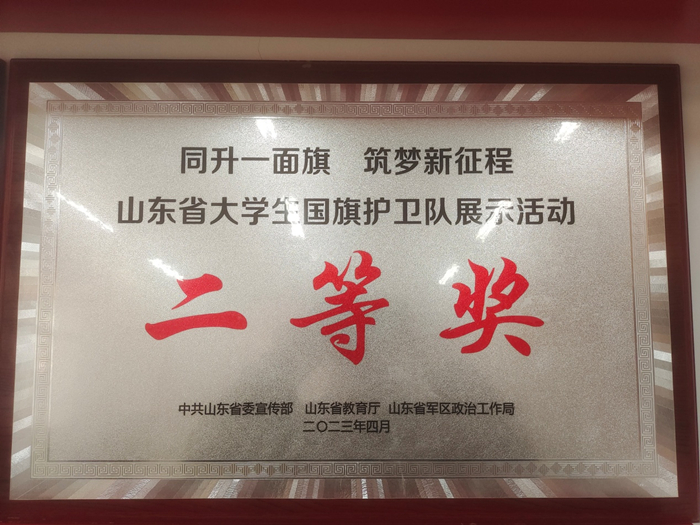 同升一面旗 筑梦新征程
山东省大学生国旗护卫队展示活动
二等奖
中共山东省委宣传部 山东省教育厅 山东省军区政治工作局
二〇二三年四月